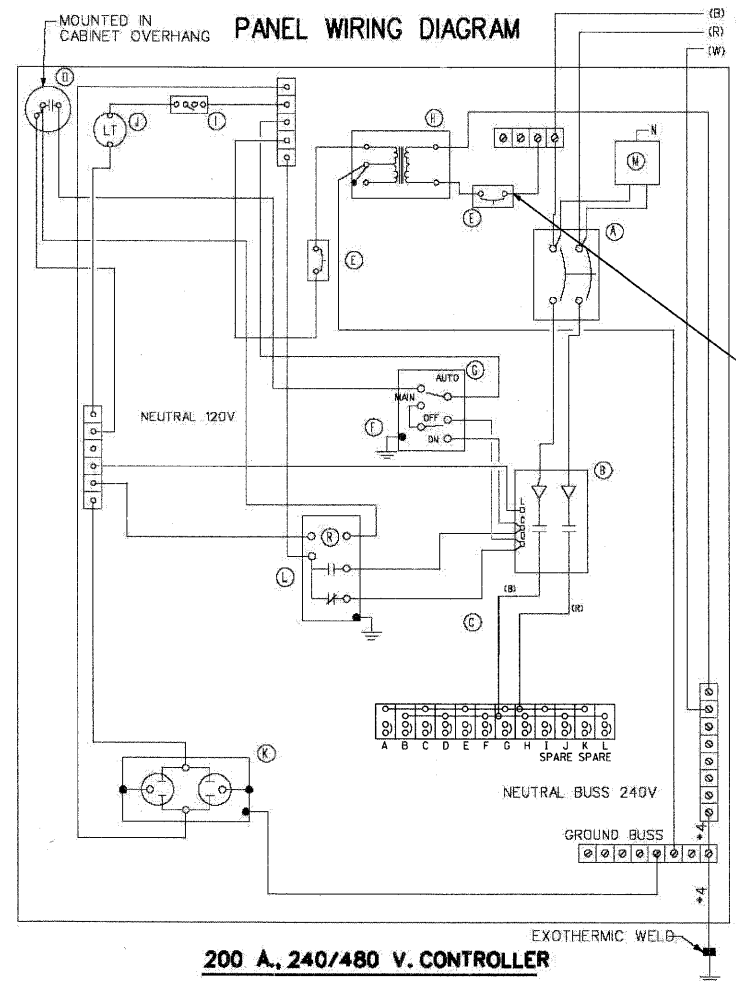 MOUNTED IN
CABINET OVERHANG
PANEL WIRING DIAGRAM
(B)
(R)
(W)
D
J
LT
I
H
N
M
E
A
E
G
AUTO
MAIN
OFF
ON
F
NEUTRAL 120V
B
L
C
O
R
L
(B)
(R)
C
A B C D E F G H I J K L
SPARE SPARE
K
NEUTRAL BUSS 240V
GROUND BUSS
*4
*4
EXOTHERMIC WELD
200 A., 240/480 V. CONTROLLER